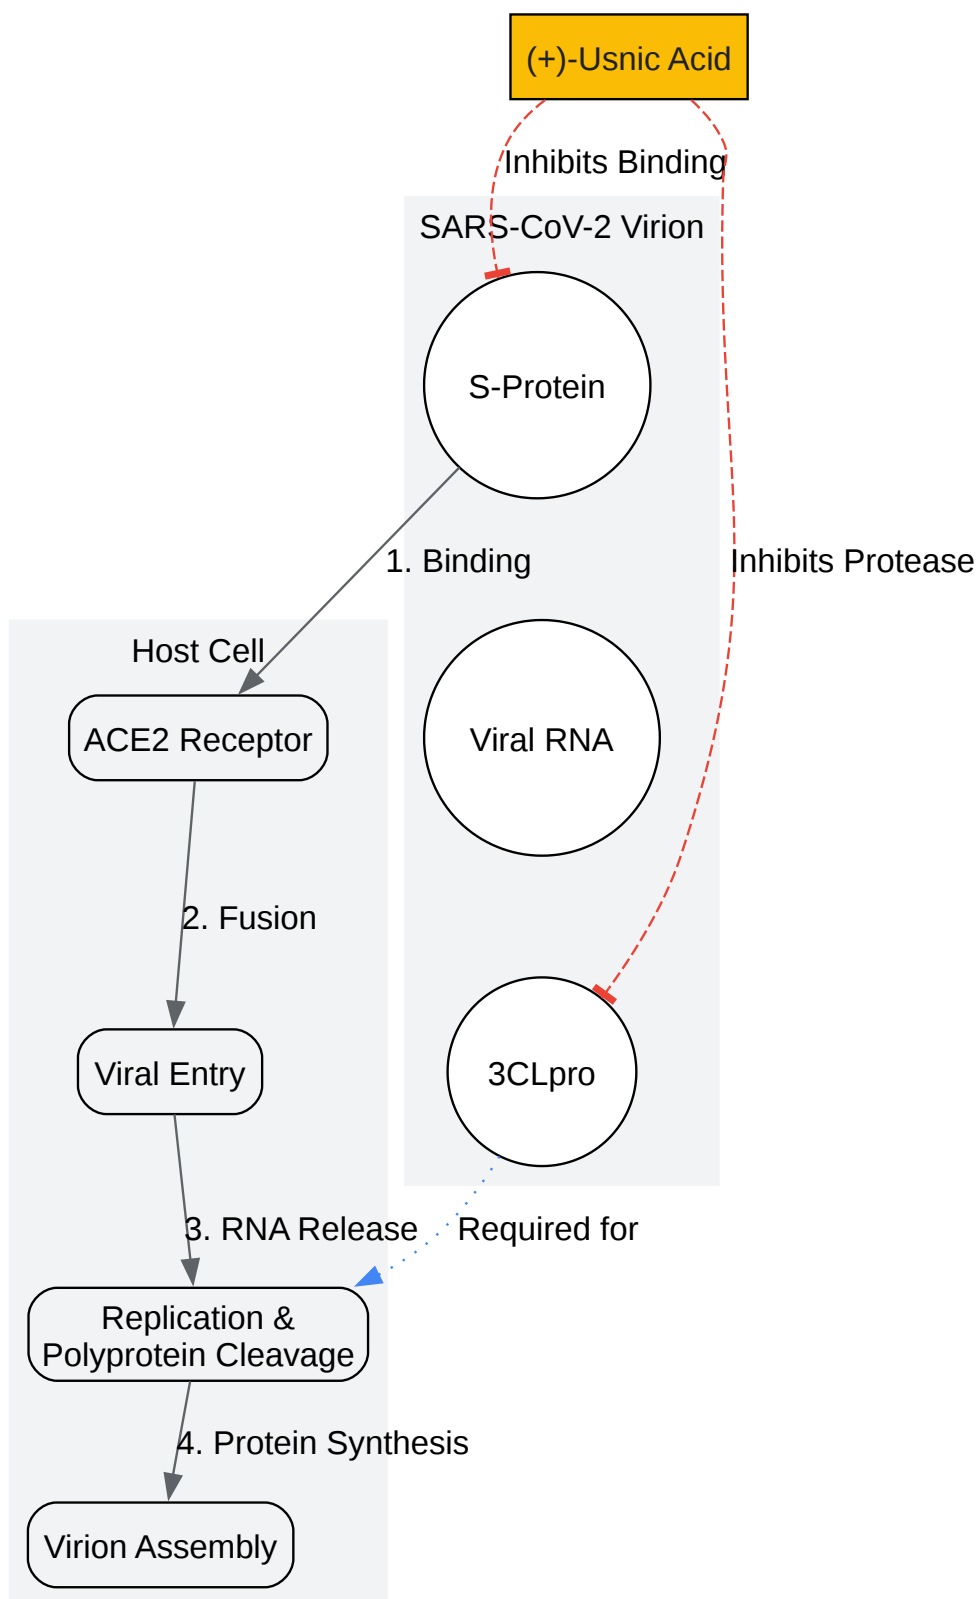 (+)-Usnic Acid
Inhibits Binding
SARS-CoV-2 Virion
S-Protein
1. Binding
Inhibits Protease
Host Cell
ACE2 Receptor
Viral RNA
2. Fusion
Viral Entry
3CLpro
3. RNA Release
Required for
Replication &
Polyprotein Cleavage
4. Protein Synthesis
Virion Assembly